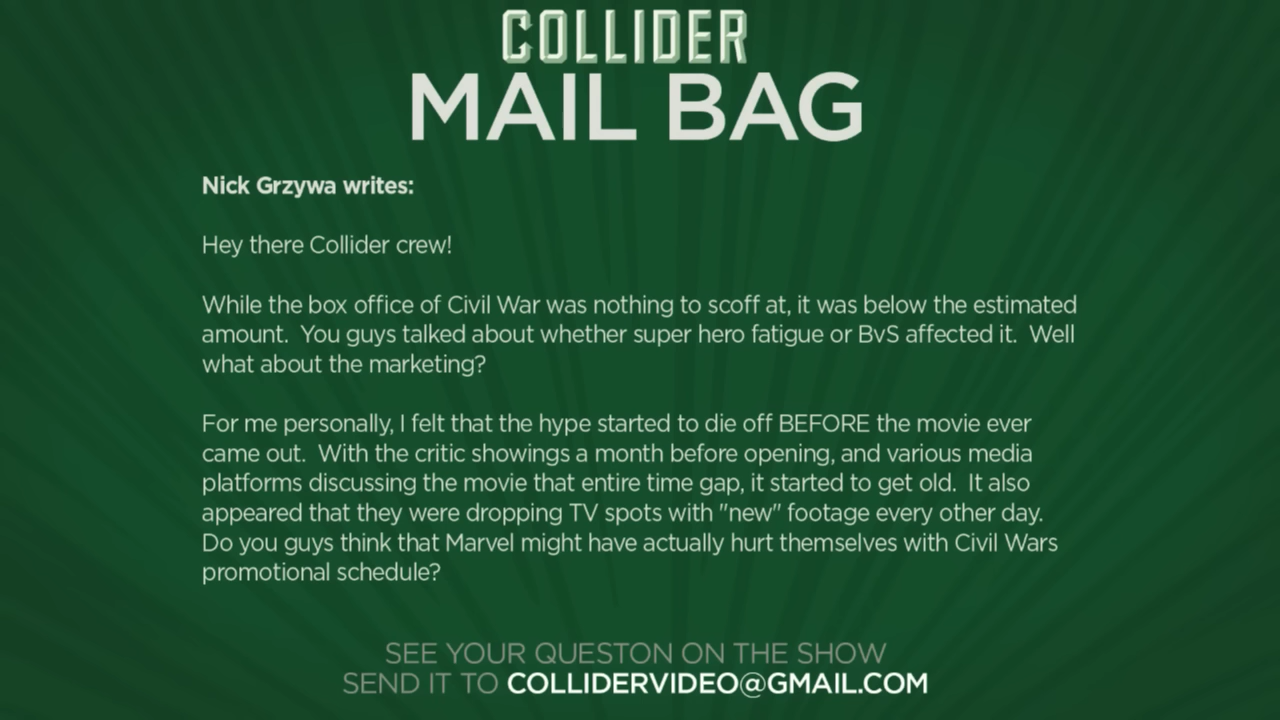 COLLIDER
MAIL BAG
Nick Grzywa writes:
Hey there Collider crew!
While the box office of Civil War was nothing to scoff at, it was below the estimated
amount.  You guys talked about whether super hero fatigue or BvS affected it.  Well
what about the marketing?
For me personally, I felt that the hype started to die off BEFORE the movie ever
came out.  With the critic showings a month before opening, and various media
platforms discussing the movie that entire time gap, it started to get old.  It also
appeared that they were dropping TV spots with "new" footage every other day.
Do you guys think that Marvel might have actually hurt themselves with Civil Wars
promotional schedule?
SEE YOUR QUESTON ON THE SHOW
SEND IT TO COLLIDERVIDEO@GMAIL.COM